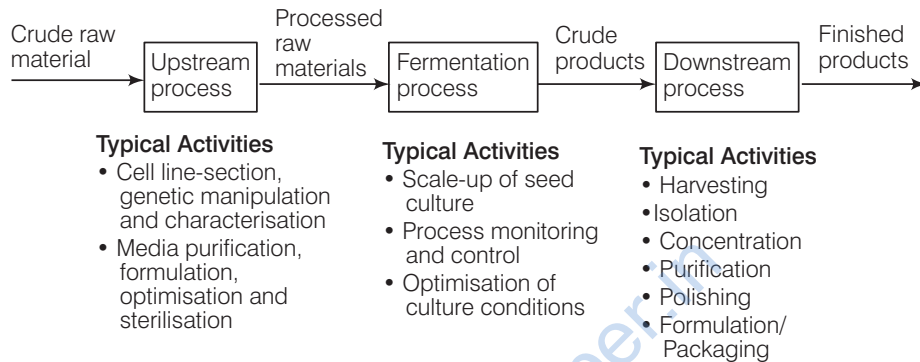 Crude raw
material
Upstream
process
Processed
raw
materials
Fermentation
process
Crude
products
Downstream
process
Finished
products
Typical Activities
• Cell line-section,
genetic manipulation
and characterisation
• Media purification,
formulation,
optimisation and
sterilisation
Typical Activities
• Scale-up of seed
culture
• Process monitoring
and control
• Optimisation of
culture conditions
Typical Activities
• Harvesting
•Isolation
• Concentration
• Purification
• Polishing
• Formulation/
Packaging
per.in